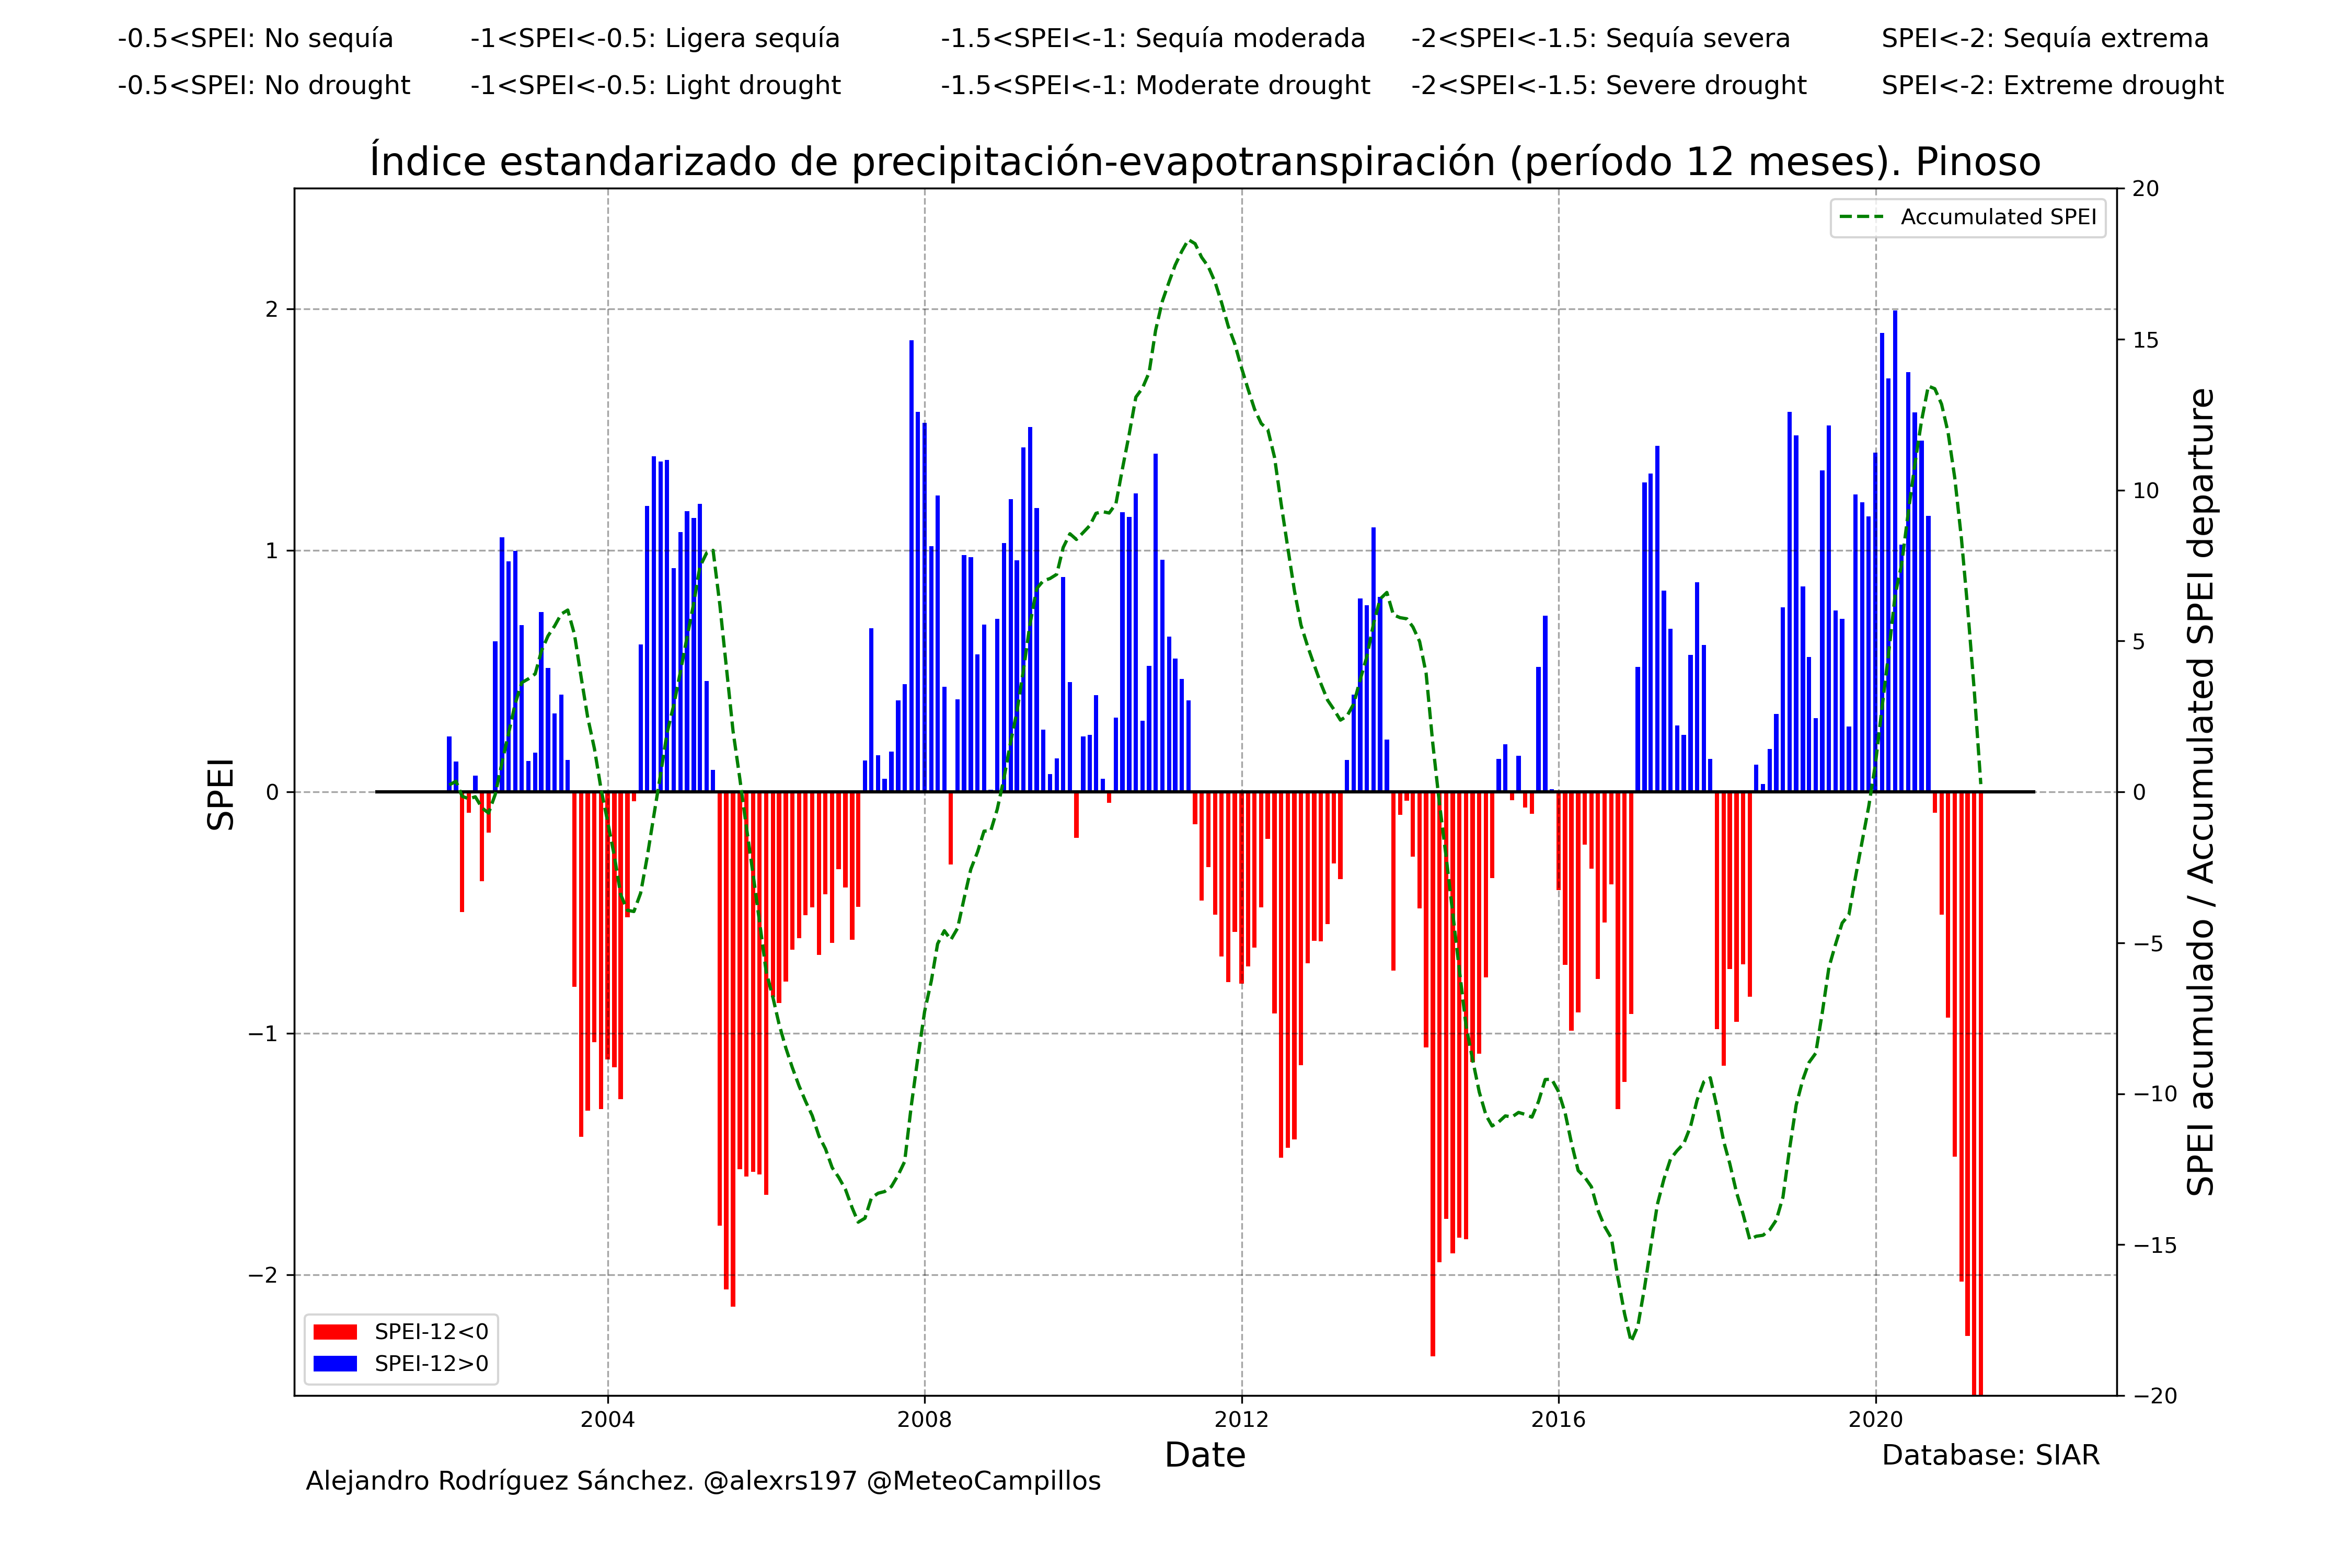 -0.5<SPEI: No sequía -1<SPEI<-0.5: Ligera sequía -1.5<SPEI<-1: Sequía moderada -2<SPEI<-1.5: Sequía severa SPEI<-2: Sequía extrema
-0.5<SPEI: No drought -1<SPEI<-0.5: Light drought -1.5<SPEI<-1: Moderate drought -2<SPEI<-1.5: Severe drought SPEI<-2: Extreme drought
Índice estandarizado de precipitación-evapotranspiración (período 12 meses). Pinoso
Accumulated SPEI
SPEI
2
1
0
−1
−2
20
15
10
5
0
−5
−10
−15
−20
SPEI acumulado / Accumulated SPEI departure
SPEI-12<0
SPEI-12>0
2004 2008 2012 2016 2020
Date
Database: SIAR
Alejandro Rodríguez Sánchez. @alexrs197 @MeteoCampillos